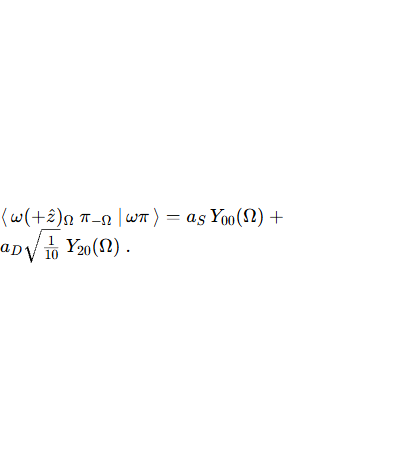 ⟨ ω(+ẑ)_Ω π_{−Ω} | ωπ ⟩ = a_S Y_{00}(Ω) +
a_D √(1/10) Y_{20}(Ω) .